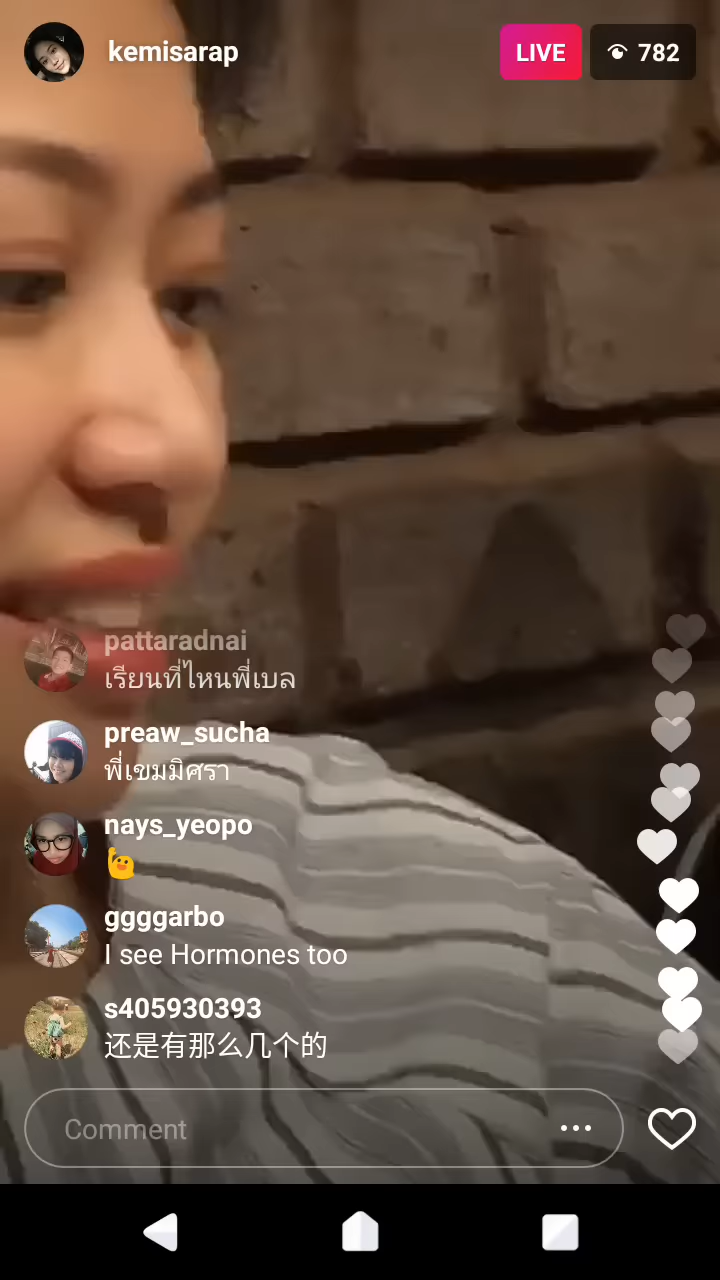 kemisarap
LIVE
782
pattaradnai
เรียนที่ไหนพี่เบล
preaw_sucha
พี่เขมมิศรา
nays_yeopo
🙋
ggggarbo
I see Hormones too
s405930393
还是有那么几个的
Comment